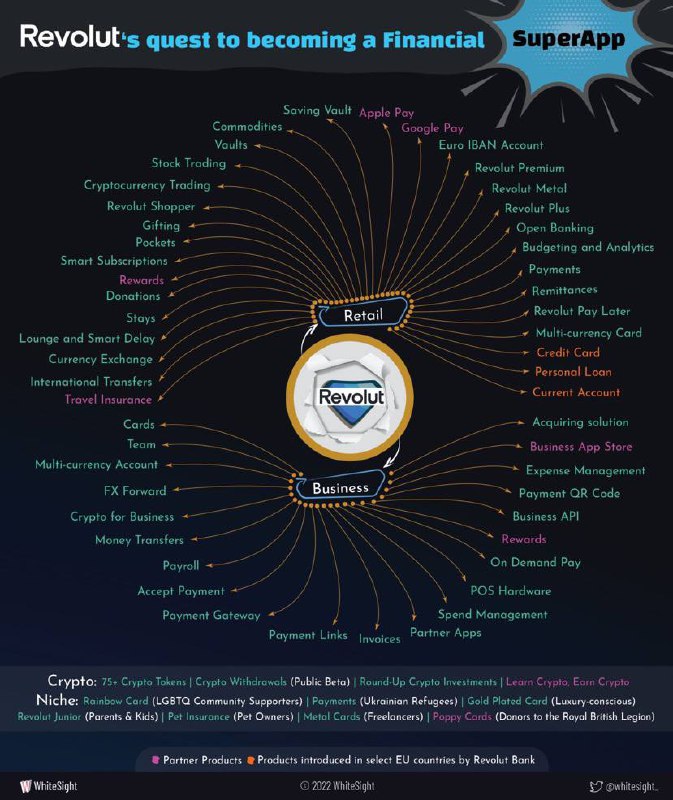 Revolut's quest to becoming a Financial SuperApp
Saving Vault
Apple Pay
Commodities
Google Pay
Vaults
Euro IBAN Account
Stock Trading
Revolut Premium
Cryptocurrency Trading
Revolut Metal
Revolut Shopper
Revolut Plus
Gifting
Open Banking
Pockets
Budgeting and Analytics
Smart Subscriptions
Payments
Rewards
Remittances
Donations
Stays
Revolut Pay Later
Retail
Lounge and Smart Delay
Multi-currency Card
Currency Exchange
Credit Card
International Transfers
Personal Loan
Travel Insurance
Current Account
Revolut
Cards
Acquiring solution
Team
Business App Store
Multi-currency Account
Expense Management
FX Forward
Business
Payment QR Code
Crypto for Business
Business API
Money Transfers
Rewards
Payroll
On Demand Pay
Accept Payment
POS Hardware
Payment Gateway
Spend Management
Payment Links
Invoices
Partner Apps
Crypto: 75+ Crypto Tokens | Crypto Withdrawals (Public Beta) | Round-Up Crypto Investments | Learn Crypto, Earn Crypto
Niche: Rainbow Card (LGBTQ Community Supporters) | Payments (Ukrainian Refugees) | Gold Plated Card (Luxury-conscious)
Revolut Junior (Parents & Kids) | Pet Insurance (Pet Owners) | Metal Cards (Freelancers) | Poppy Cards (Donors to the Royal British Legion)
Partner Products Products introduced in select EU countries by Revolut Bank
WhiteSight
© 2022 WhiteSight
@whitesight_